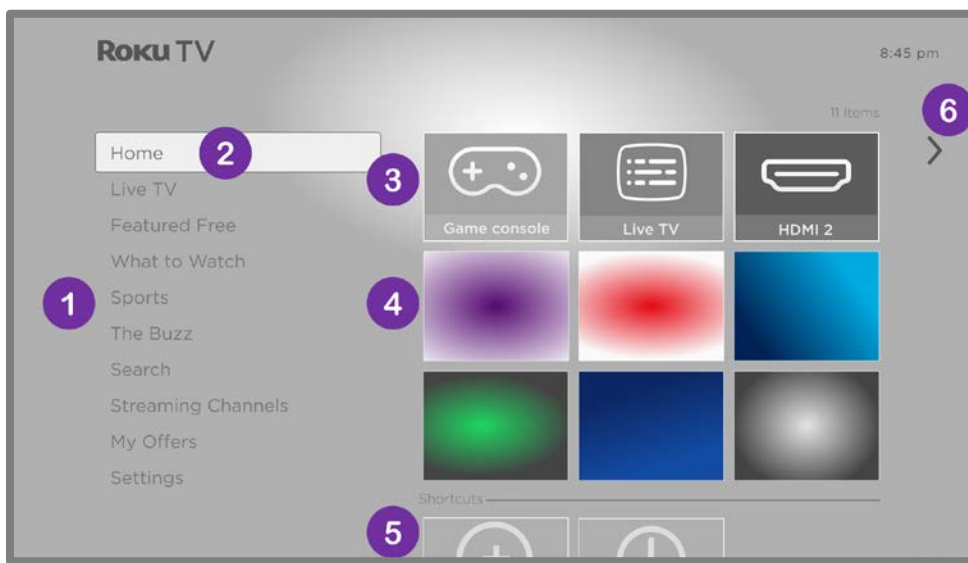 Roku TV
8:45 pm
11 Items
6
Home
2
Live TV
Featured Free
What to Watch
1
Sports
The Buzz
Search
Streaming Channels
My Offers
Settings
3
Game console
Live TV
HDMI 2
4
Shortcuts
5